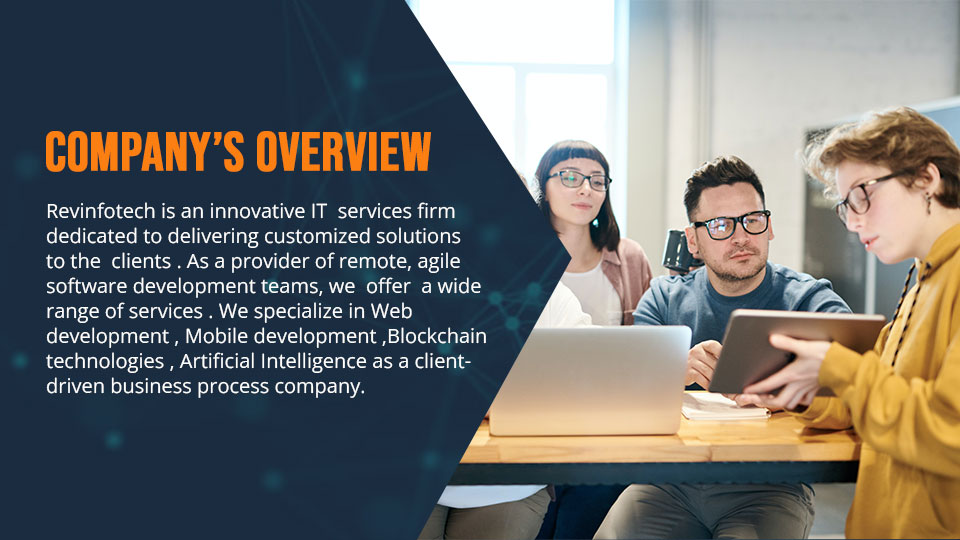 COMPANY'S OVERVIEW
Revinfotech is an innovative IT  services firm
dedicated to delivering customized solutions
to the  clients . As a provider of remote, agile
software development teams, we  offer  a wide
range of services . We specialize in Web
development , Mobile development ,Blockchain
technologies , Artificial Intelligence as a client-
driven business process company.